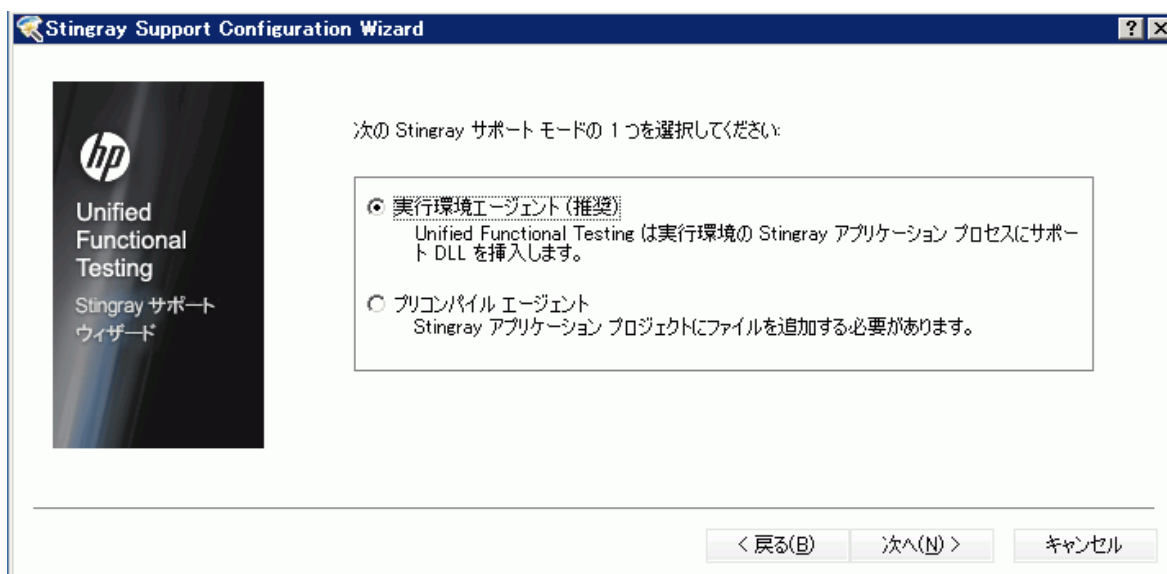 Stingray Support Configuration Wizard
hp
Unified
Functional
Testing
Stingray サポート
ウィザード
次の Stingray サポート モードの 1 つを選択してください:
実行環境エージェント (推奨)
Unified Functional Testing は実行環境の Stingray アプリケーション プロセスにサポー
ト DLL を挿入します。
プリコンパイル エージェント
Stingray アプリケーション プロジェクトにファイルを追加する必要があります。
< 戻る(B)
次へ(N) >
キャンセル